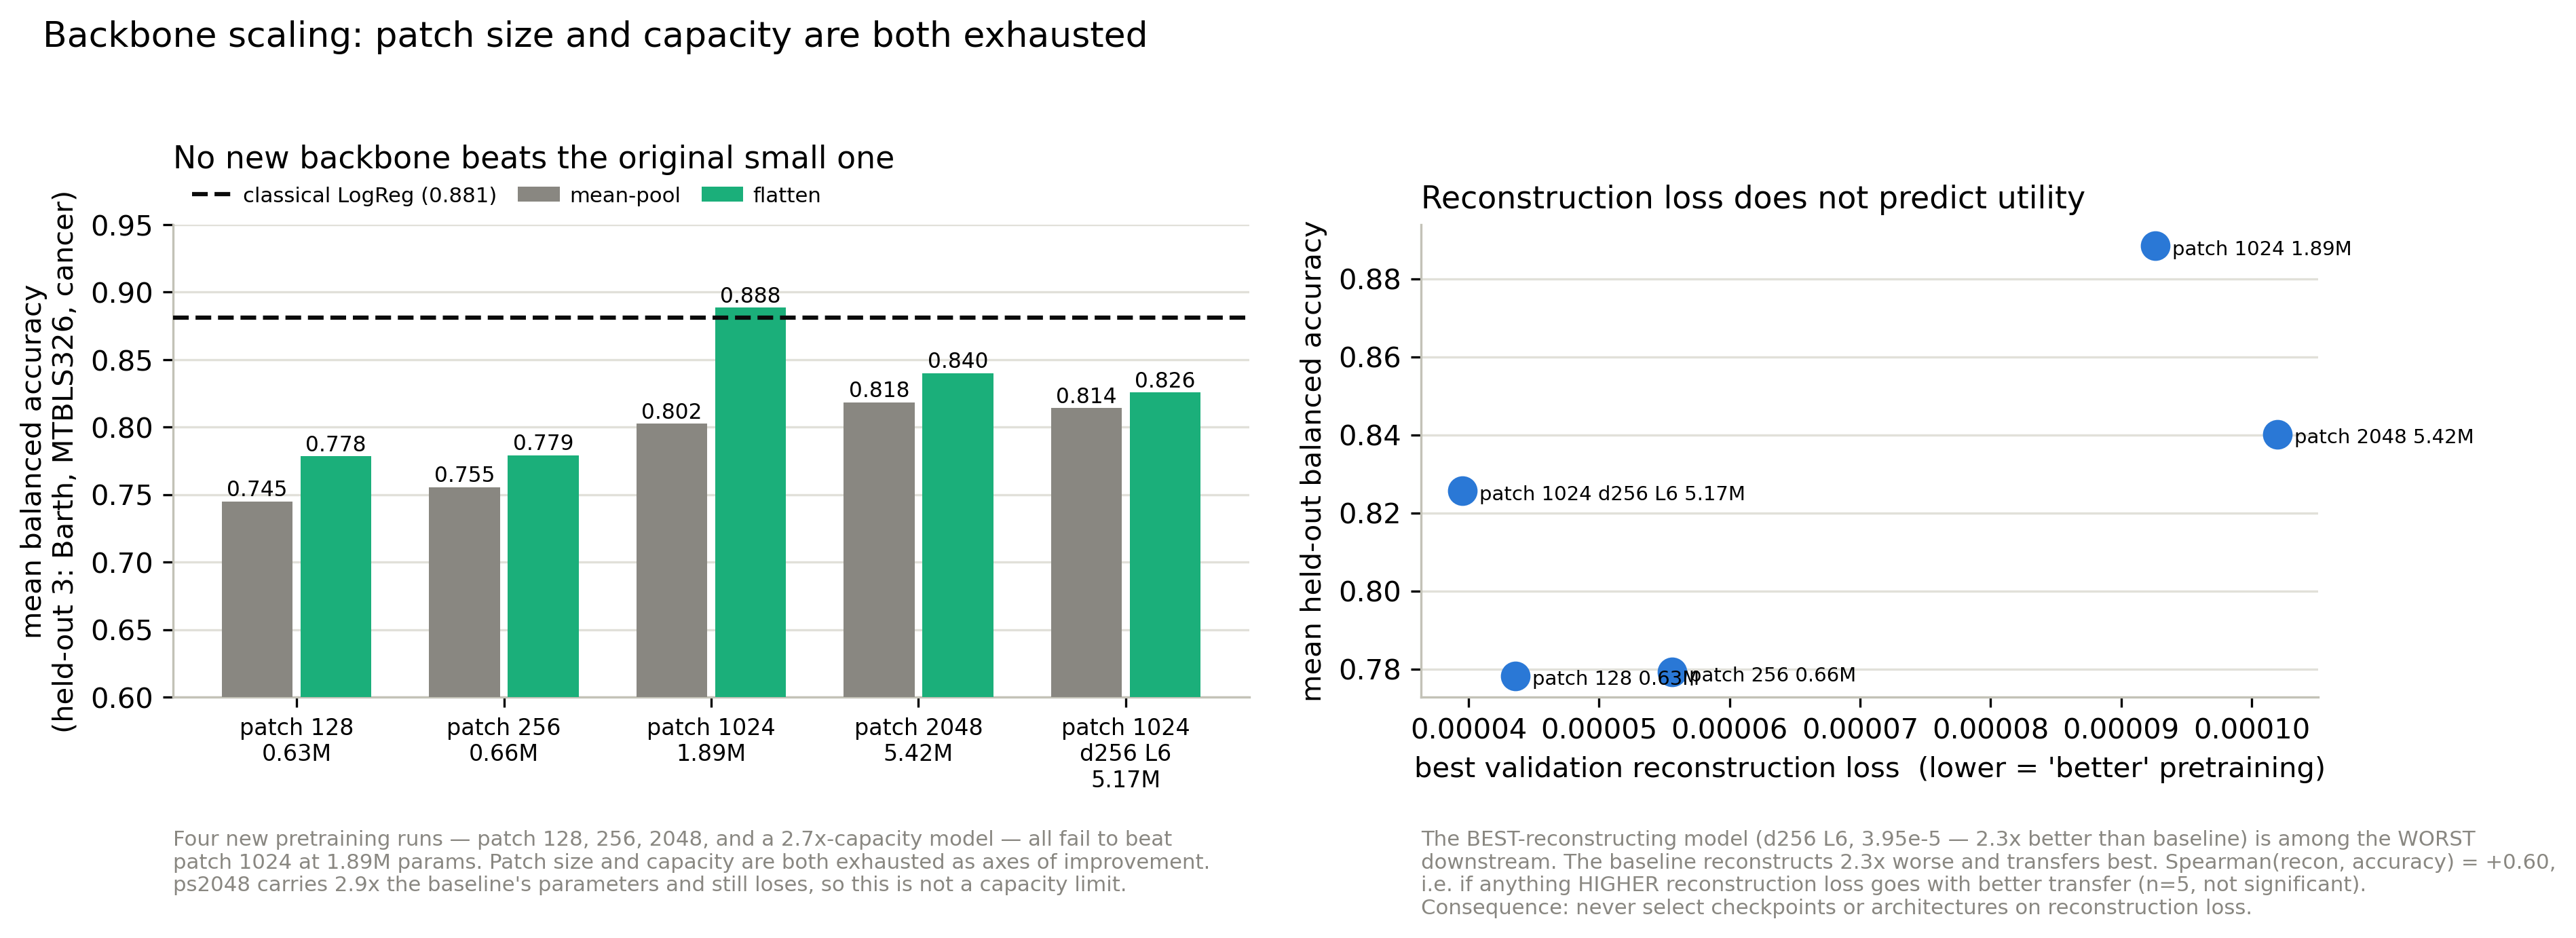 Backbone scaling: patch size and capacity are both exhausted
No new backbone beats the original small one
classical LogReg (0.881)
mean-pool
flatten
mean balanced accuracy
(held-out 3: Barth, MTBLS326, cancer)
0.95
0.90
0.85
0.80
0.75
0.70
0.65
0.60
0.745
0.778
0.755
0.779
0.802
0.888
0.818
0.840
0.814
0.826
patch 128
0.63M
patch 256
0.66M
patch 1024
1.89M
patch 2048
5.42M
patch 1024
d256 L6
5.17M
Four new pretraining runs — patch 128, 256, 2048, and a 2.7x-capacity model — all fail to beat
patch 1024 at 1.89M params. Patch size and capacity are both exhausted as axes of improvement.
ps2048 carries 2.9x the baseline's parameters and still loses, so this is not a capacity limit.
Reconstruction loss does not predict utility
mean held-out balanced accuracy
0.88
0.86
0.84
0.82
0.80
0.78
patch 1024 1.89M
patch 2048 5.42M
patch 1024 d256 L6 5.17M
patch 128 0.63M
patch 256 0.66M
0.00004
0.00005
0.00006
0.00007
0.00008
0.00009
0.00010
best validation reconstruction loss  (lower = 'better' pretraining)
The BEST-reconstructing model (d256 L6, 3.95e-5 — 2.3x better than baseline) is among the WORST
downstream. The baseline reconstructs 2.3x worse and transfers best. Spearman(recon, accuracy) = +0.60,
i.e. if anything HIGHER reconstruction loss goes with better transfer (n=5, not significant).
Consequence: never select checkpoints or architectures on reconstruction loss.